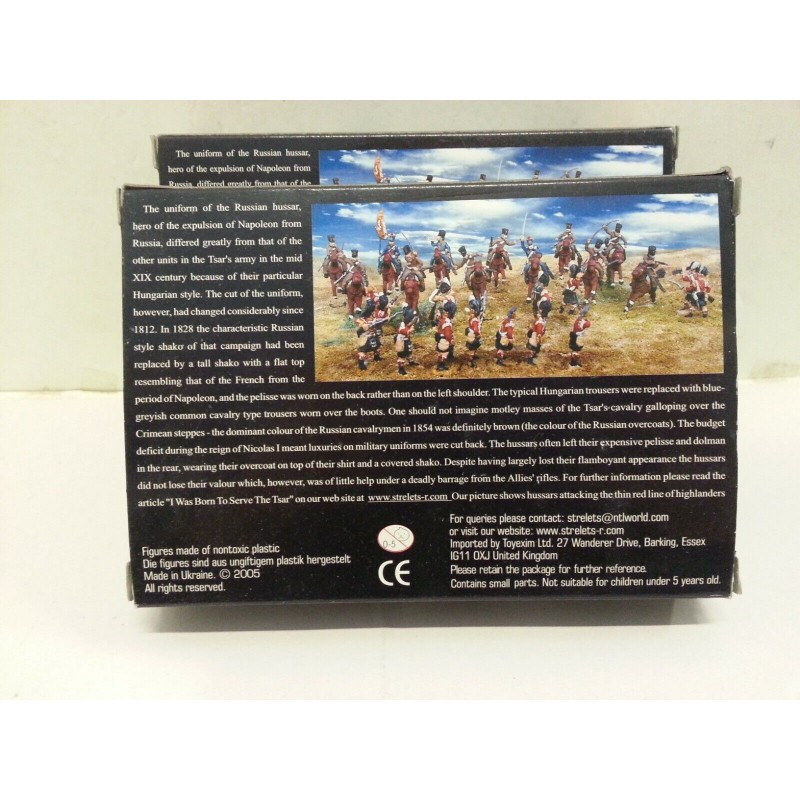 The uniform of the Russian hussar,
hero of the expulsion of Napoleon from
Russia, differed greatly from that of the
The uniform of the Russian hussar,
hero of the expulsion of Napoleon from
Russia, differed greatly from that of the
other units in the Tsar's army in the mid
XIX century because of their particular
Hungarian style. The cut of the uniform,
however, had changed considerably since
1812. In 1828 the characteristic Russian
style shako of that campaign had been
replaced by a tall shako with a flat top
resembling that of the French from the
period of Napoleon, and the pelisse was worn on the back rather than on the left shoulder. The typical Hungarian trousers were replaced with blue-
greyish common cavalry type trousers worn over the boots. One should not imagine motley masses of the Tsar's cavalry galloping over the
Crimean steppes - the dominant colour of the Russian cavalrymen in 1854 was definitely brown (the colour of the Russian overcoats). The budget
deficit during the reign of Nicolas I meant luxuries on military uniforms were cut back. The hussars often left their expensive pelisse and dolman
in the rear, wearing their overcoat on top of their shirt and a covered shako. Despite having largely lost their flamboyant appearance the hussars
did not lose their valour which, however, was of little help under a deadly barrage from the Allies' rifles. For further information please read the
article "I Was Born To Serve The Tsar" on our web site at www.strelets-r.com Our picture shows hussars attacking the thin red line of highlanders
Figures made of nontoxic plastic
Die figures sind aus ungiftigem plastik hergestelt
Made in Ukraine. © 2005
All rights reserved.
0-5
CE
For queries please contact: strelets@ntlworld.com
or visit our website: www.strelets-r.com
Imported by Toyexim Ltd. 27 Wanderer Drive, Barking, Essex
IG11 OXJ United Kingdom
Please retain the package for further reference.
Contains small parts. Not suitable for children under 5 years old.